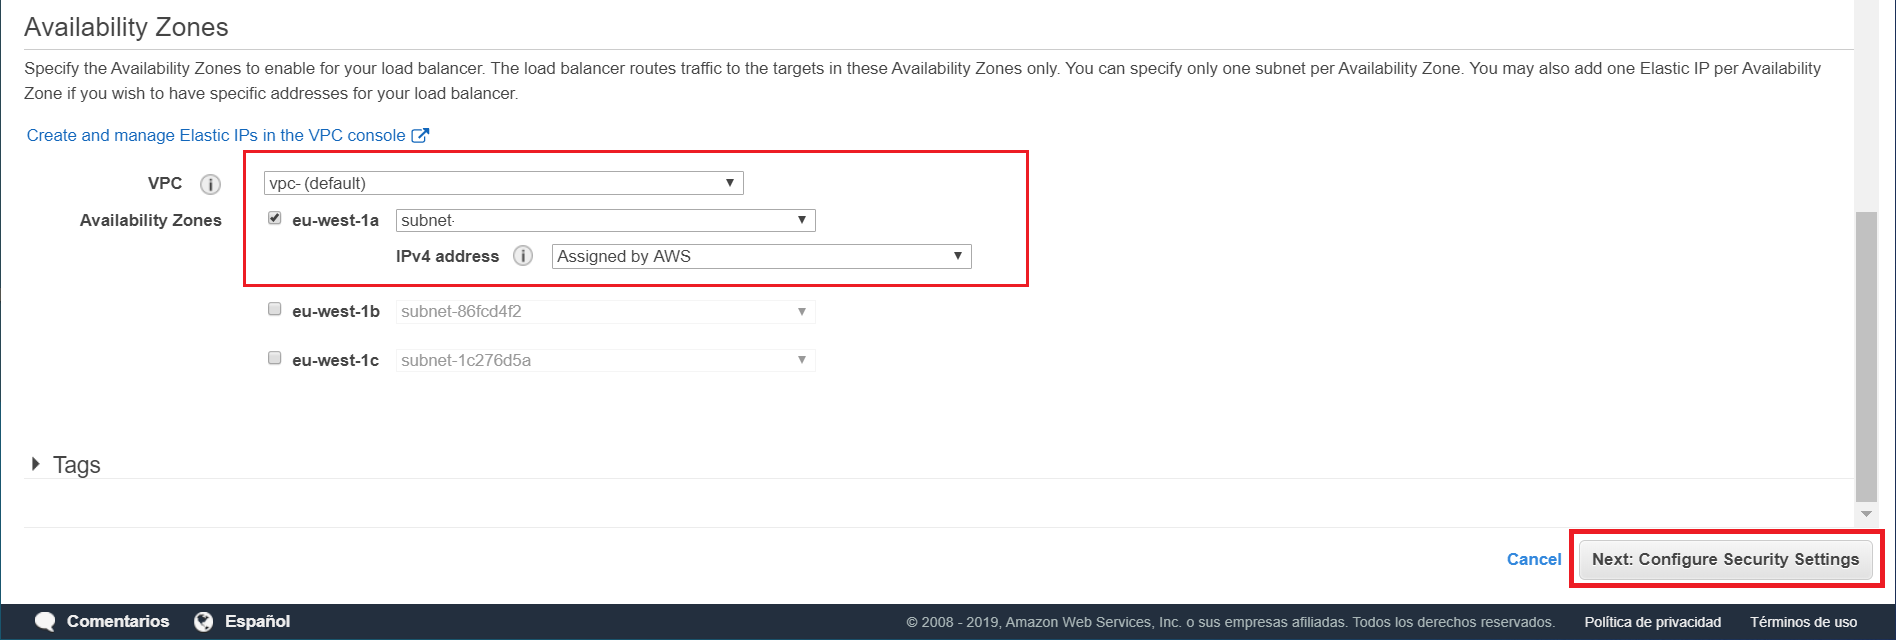 Availability Zones
Specify the Availability Zones to enable for your load balancer. The load balancer routes traffic to the targets in these Availability Zones only. You can specify only one subnet per Availability Zone. You may also add one Elastic IP per Availability
Zone if you wish to have specific addresses for your load balancer.
Create and manage Elastic IPs in the VPC console
VPC vpc- (default)
Availability Zones eu-west-1a subnet-
IPv4 address Assigned by AWS
eu-west-1b subnet-86fcd4f2
eu-west-1c subnet-1c276d5a
Tags
Cancel Next: Configure Security Settings
Comentarios Español © 2008 - 2019, Amazon Web Services, Inc. o sus empresas afiliadas. Todos los derechos reservados. Política de privacidad Términos de uso